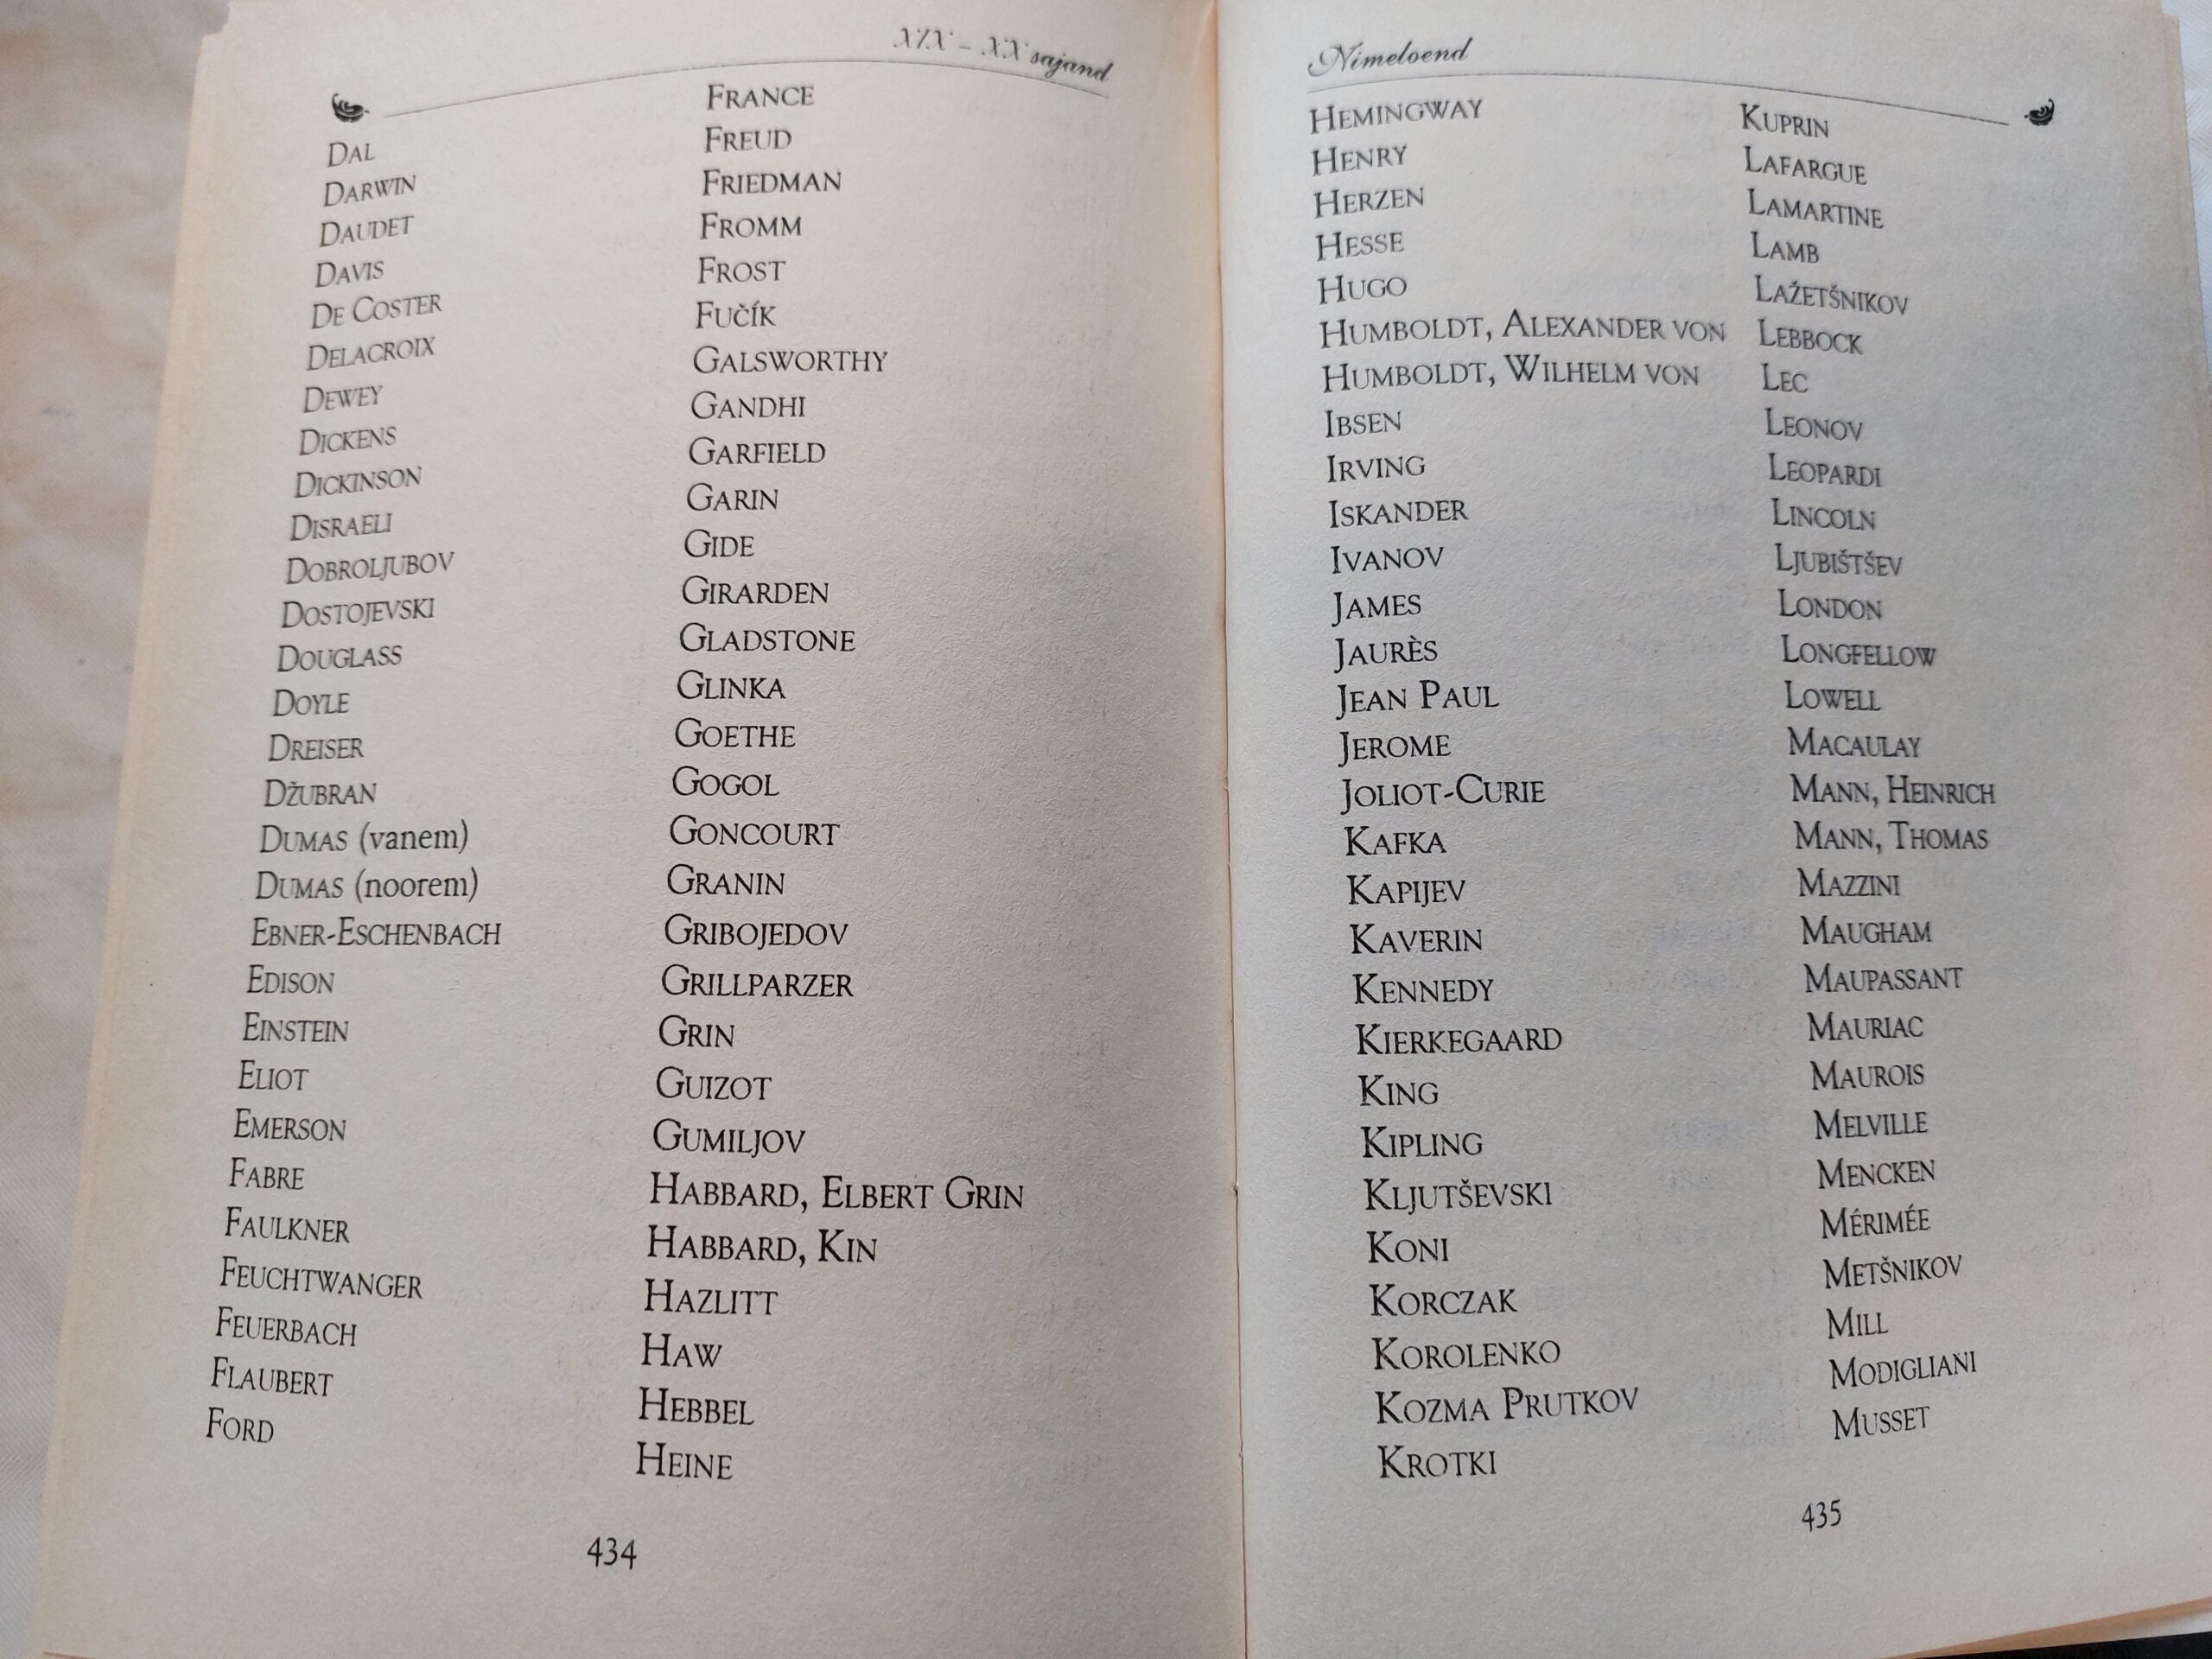 XIX – XX sajand
DAL
DARWIN
DAUDET
DAVIS
DE COSTER
DELACROIX
DEWEY
DICKENS
DICKINSON
DISRAELI
DOBROLJUBOV
DOSTOJEVSKI
DOUGLASS
DOYLE
DREISER
DŽUBRAN
DUMAS (vanem)
DUMAS (noorem)
EBNER-ESCHENBACH
EDISON
EINSTEIN
ELIOT
EMERSON
FABRE
FAULKNER
FEUCHTWANGER
FEUERBACH
FLAUBERT
FORD
FRANCE
FREUD
FRIEDMAN
FROMM
FROST
FUČÍK
GALSWORTHY
GANDHI
GARFIELD
GARIN
GIDE
GIRARDEN
GLADSTONE
GLINKA
GOETHE
GOGOL
GONCOURT
GRANIN
GRIBOJEDOV
GRILLPARZER
GRIN
GUIZOT
GUMILJOV
HABBARD, ELBERT GRIN
HABBARD, KIN
HAZLITT
HAW
HEBBEL
HEINE
434
Nimeloend
HEMINGWAY
HENRY
HERZEN
HESSE
HUGO
HUMBOLDT, ALEXANDER VON
HUMBOLDT, WILHELM VON
IBSEN
IRVING
ISKANDER
IVANOV
JAMES
JAURÈS
JEAN PAUL
JEROME
JOLIOT-CURIE
KAFKA
KAPIJEV
KAVERIN
KENNEDY
KIERKEGAARD
KING
KIPLING
KLJUTŠEVSKI
KONI
KORCZAK
KOROLENKO
KOZMA PRUTKOV
KROTKI
KUPRIN
LAFARGUE
LAMARTINE
LAMB
LAŽETŠNIKOV
LEBBOCK
LEC
LEONOV
LEOPARDI
LINCOLN
LJUBIŠTŠEV
LONDON
LONGFELLOW
LOWELL
MACAULAY
MANN, HEINRICH
MANN, THOMAS
MAZZINI
MAUGHAM
MAUPASSANT
MAURIAC
MAUROIS
MELVILLE
MENCKEN
MÉRIMÉE
METŠNIKOV
MILL
MODIGLIANI
MUSSET
435